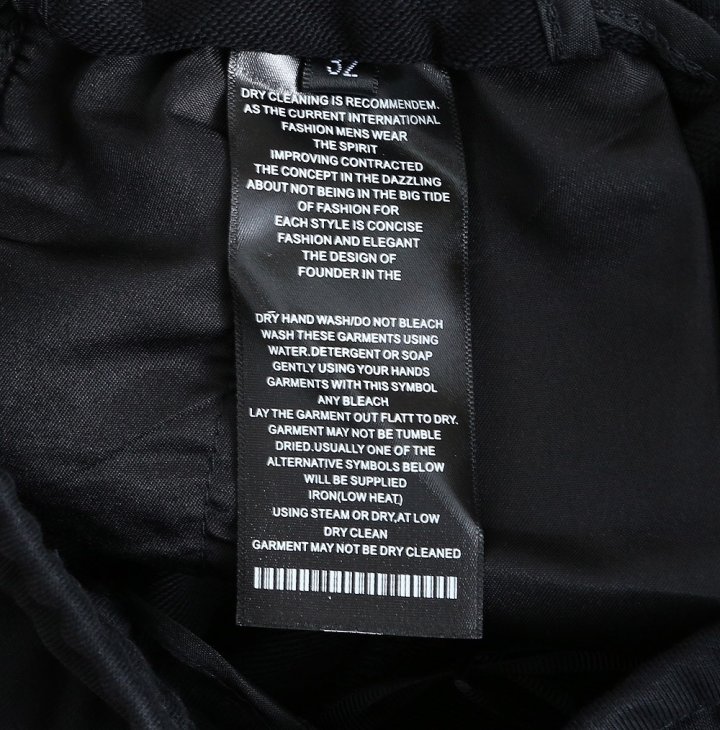 32
DRY CLEANING IS RECOMMENDEM.
AS THE CURRENT INTERNATIONAL
FASHION MENS WEAR
THE SPIRIT
IMPROVING CONTRACTED
THE CONCEPT IN THE DAZZLING
ABOUT NOT BEING IN THE BIG TIDE
OF FASHION FOR
EACH STYLE IS CONCISE
FASHION AND ELEGANT
THE DESIGN OF
FOUNDER IN THE
DRY HAND WASH/DO NOT BLEACH
WASH THESE GARMENTS USING
WATER.DETERGENT OR SOAP
GENTLY USING YOUR HANDS
GARMENTS WITH THIS SYMBOL
ANY BLEACH
LAY THE GARMENT OUT FLATT TO DRY.
GARMENT MAY NOT BE TUMBLE
DRIED.USUALLY ONE OF THE
ALTERNATIVE SYMBOLS BELOW
WILL BE SUPPLIED
IRON(LOW HEAT.)
USING STEAM OR DRY,AT LOW
DRY CLEAN
GARMENT MAY NOT BE DRY CLEANED